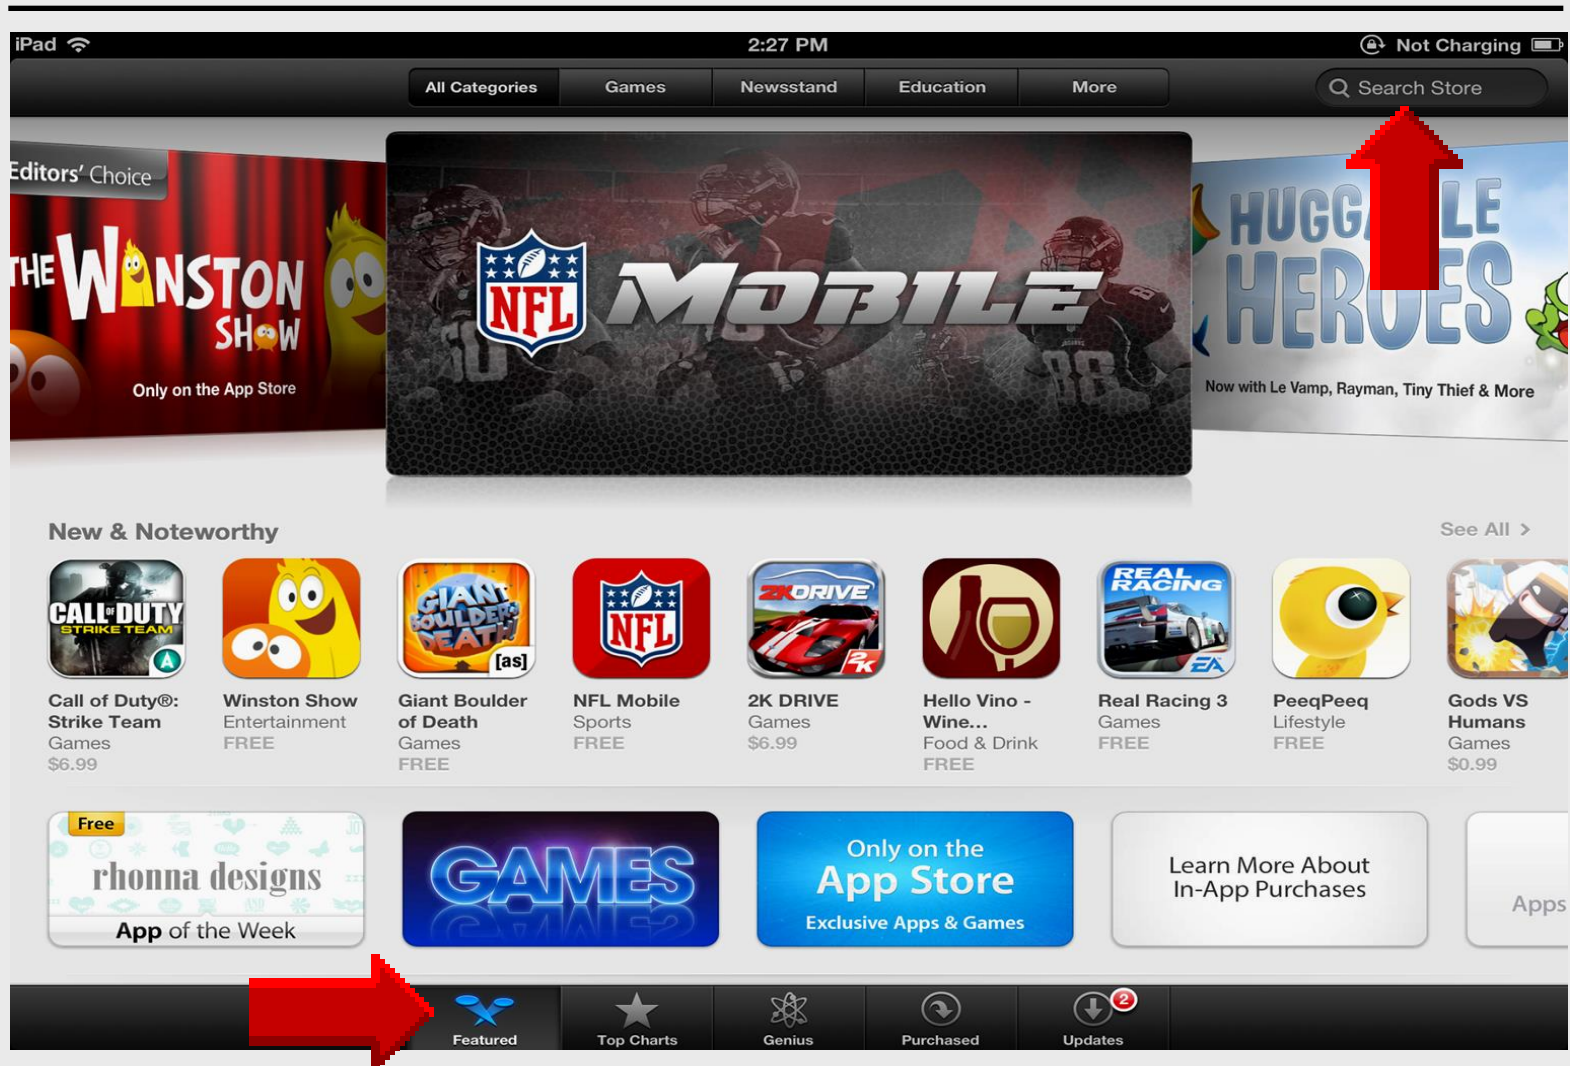 iPad
2:27 PM
Not Charging
All Categories
Games
Newsstand
Education
More
Search Store
Editors' Choice
THE WINSTON
SHOW
Only on the App Store
NFL MOBILE
HUGG LE
HEROES
Now with Le Vamp, Rayman, Tiny Thief & More
New & Noteworthy
See All >
CALL OF DUTY
STRIKE TEAM
GIANT
BOULDER
DEATH
[as]
NFL
2K DRIVE
2K
REAL
RACING
EA
Call of Duty®:
Strike Team
Games
$6.99
Winston Show
Entertainment
FREE
Giant Boulder
of Death
Games
FREE
NFL Mobile
Sports
FREE
2K DRIVE
Games
$6.99
Hello Vino -
Wine...
Food & Drink
FREE
Real Racing 3
Games
FREE
PeeqPeeq
Lifestyle
FREE
Gods VS
Humans
Games
$0.99
Free
rhonna designs
App of the Week
GAMES
Only on the
App Store
Exclusive Apps & Games
Learn More About
In-App Purchases
Apps
Featured
Top Charts
Genius
Purchased
Updates
2